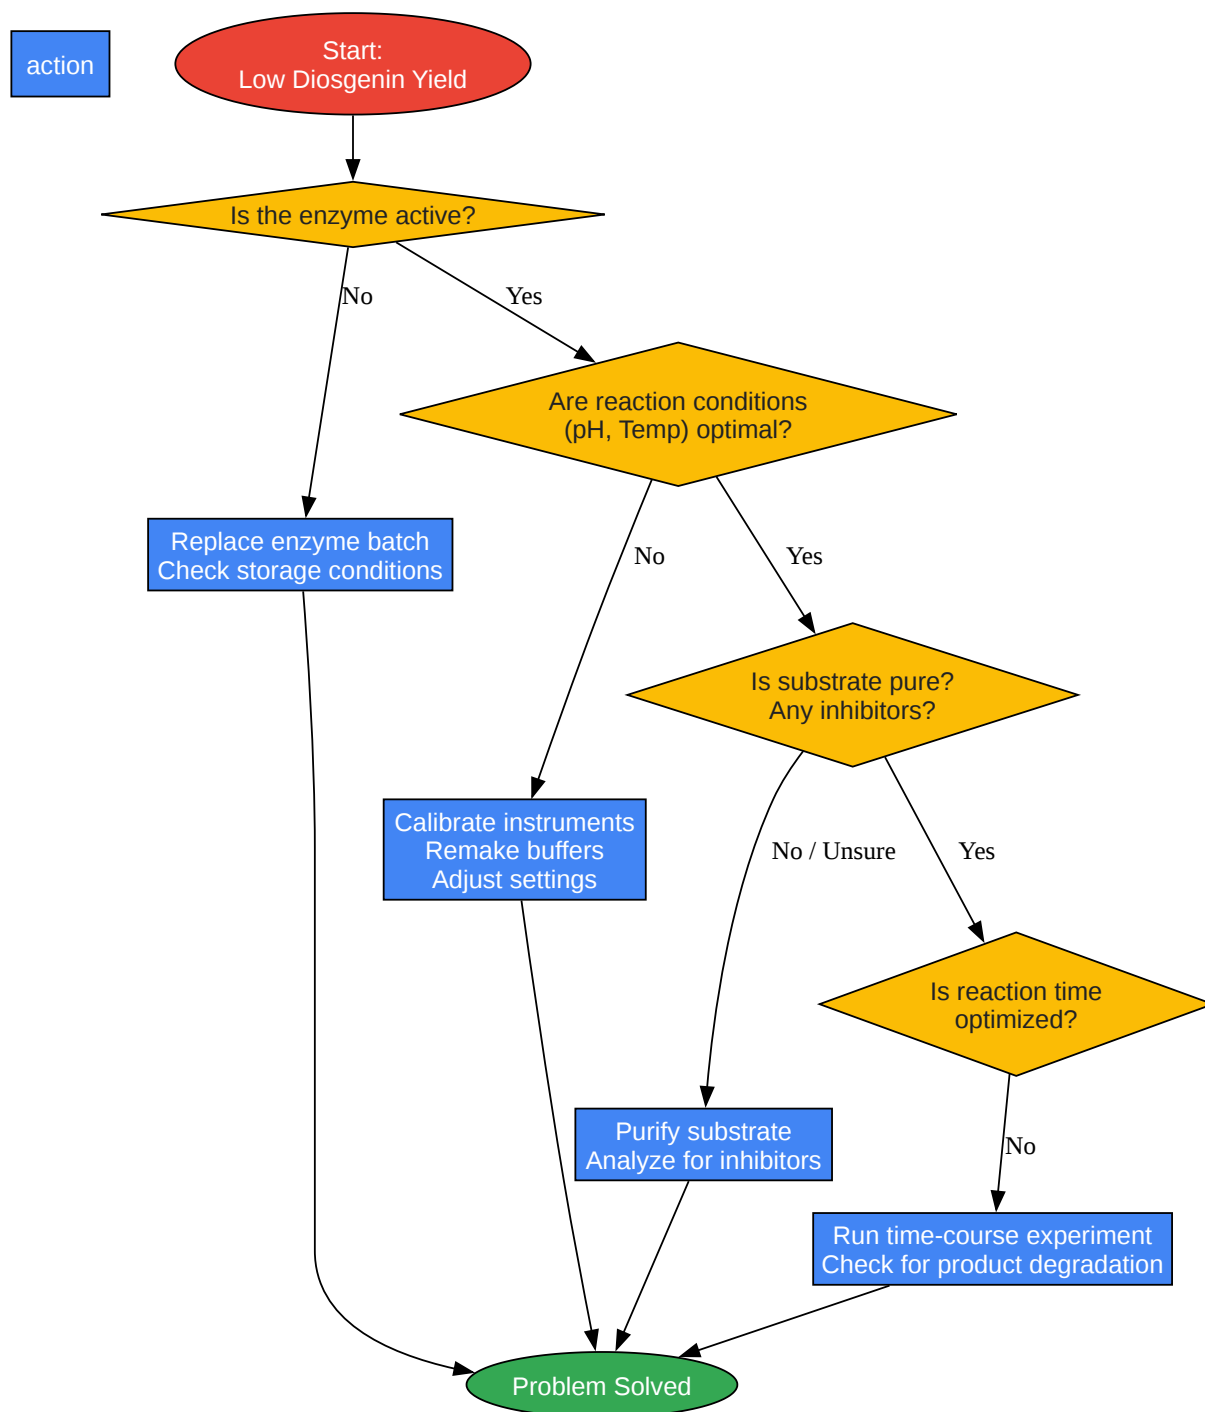 action
Start:
Low Diosgenin Yield
Is the enzyme active?
No
Yes
Are reaction conditions
(pH, Temp) optimal?
Replace enzyme batch
Check storage conditions
No
Yes
Is substrate pure?
Any inhibitors?
Calibrate instruments
Remake buffers
Adjust settings
No / Unsure
Yes
Is reaction time
optimized?
Purify substrate
Analyze for inhibitors
No
Run time-course experiment
Check for product degradation
Problem Solved